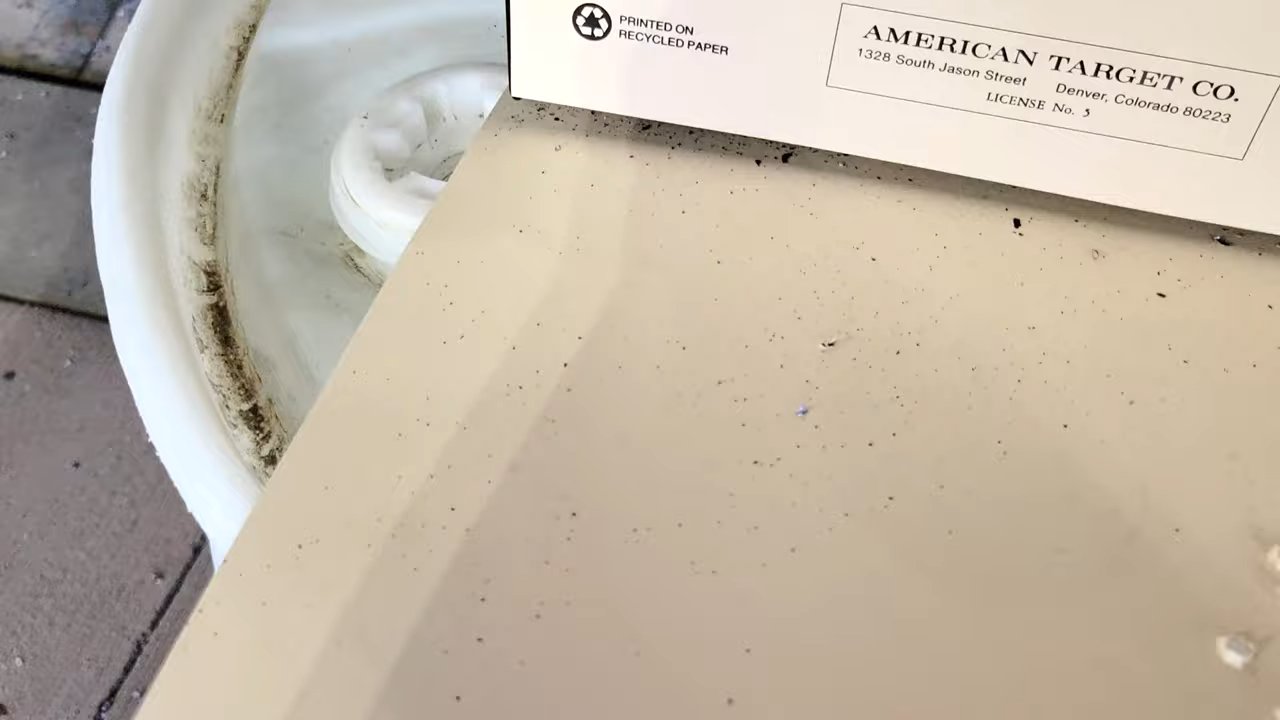 PRINTED ON
RECYCLED PAPER
AMERICAN TARGET CO.
1328 South Jason Street Denver, Colorado 80223
LICENSE No. 5